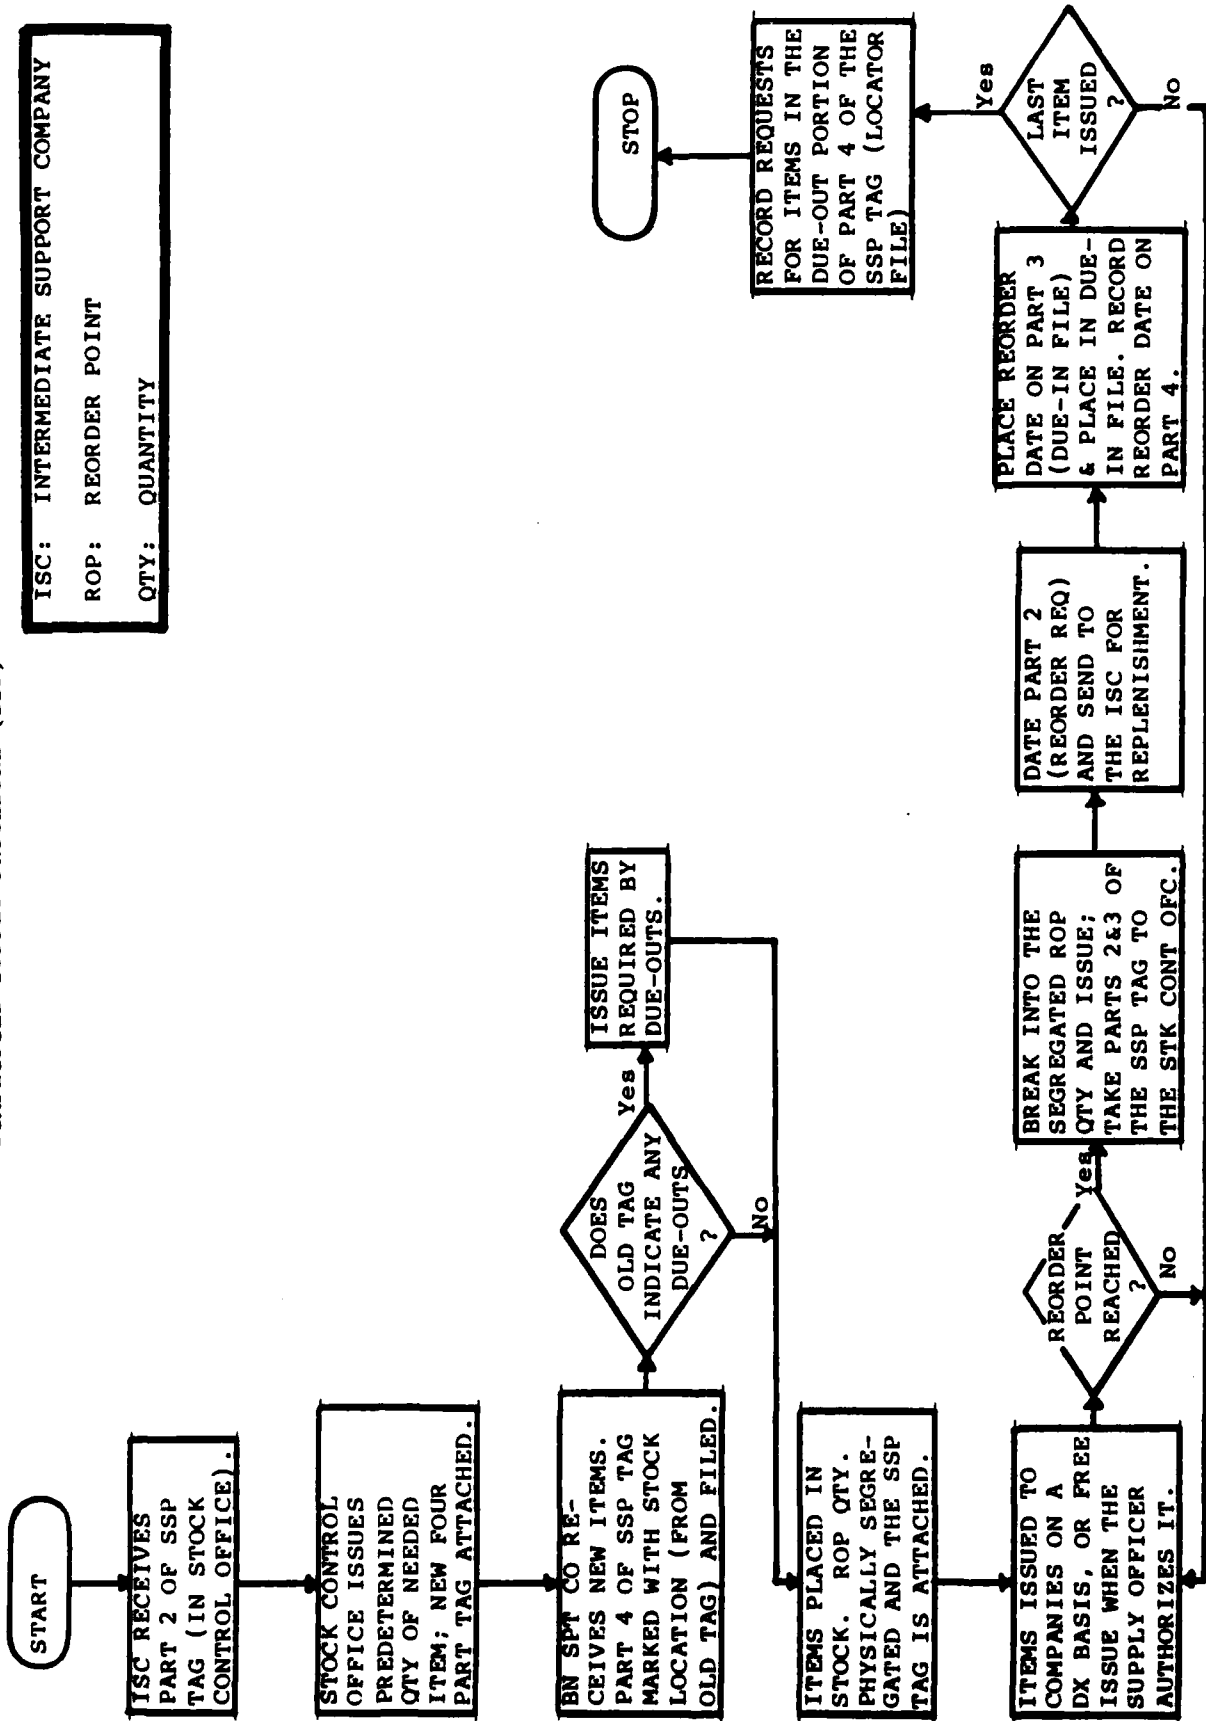 ISC: INTERMEDIATE SUPPORT COMPANY
ROP: REORDER POINT
QTY: QUANTITY
START
ISC RECEIVES
PART 2 OF SSP
TAG (IN STOCK
CONTROL OFFICE).
STOCK CONTROL
OFFICE ISSUES
PREDETERMINED
QTY OF NEEDED
ITEM; NEW FOUR
PART TAG ATTACHED.
BN SPT CO RE-
CEIVES NEW ITEMS.
PART 4 OF SSP TAG
MARKED WITH STOCK
LOCATION (FROM
OLD TAG) AND FILED.
DOES
OLD TAG
INDICATE ANY
DUE-OUTS
?
Yes
No
ISSUE ITEMS
REQUIRED BY
DUE-OUTS.
ITEMS PLACED IN
STOCK. ROP QTY.
PHYSICALLY SEGRE-
GATED AND THE SSP
TAG IS ATTACHED.
ITEMS ISSUED TO
COMPANIES ON A
DX BASIS, OR FREE
ISSUE WHEN THE
SUPPLY OFFICER
AUTHORIZES IT.
REORDER
POINT
REACHED
?
Yes
No
BREAK INTO THE
SEGREGATED ROP
QTY AND ISSUE;
TAKE PARTS 2&3 OF
THE SSP TAG TO
THE STK CONT OFC.
DATE PART 2
(REORDER REQ)
AND SEND TO
THE ISC FOR
REPLENISHMENT.
PLACE REORDER
DATE ON PART 3
(DUE-IN FILE)
& PLACE IN DUE-
IN FILE. RECORD
REORDER DATE ON
PART 4.
LAST
ITEM
ISSUED
?
Yes
No
RECORD REQUESTS
FOR ITEMS IN THE
DUE-OUT PORTION
OF PART 4 OF THE
SSP TAG (LOCATOR
FILE)
STOP